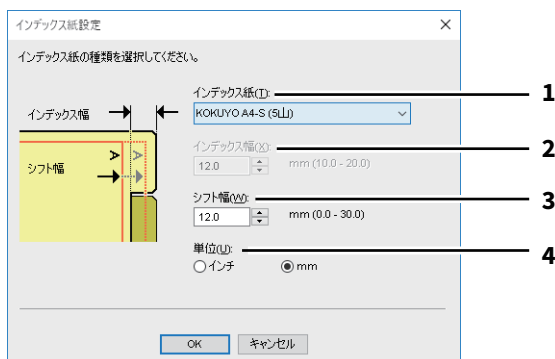 インデックス紙設定
インデックス紙の種類を選択してください。
インデックス幅
シフト幅
A
A
インデックス紙(T):
KOKUYO A4-S (5山)
インデックス幅(X):
12.0 mm (10.0 - 20.0)
シフト幅(W):
12.0 mm (0.0 - 30.0)
単位(U):
インチ mm
OK キャンセル
1
2
3
4